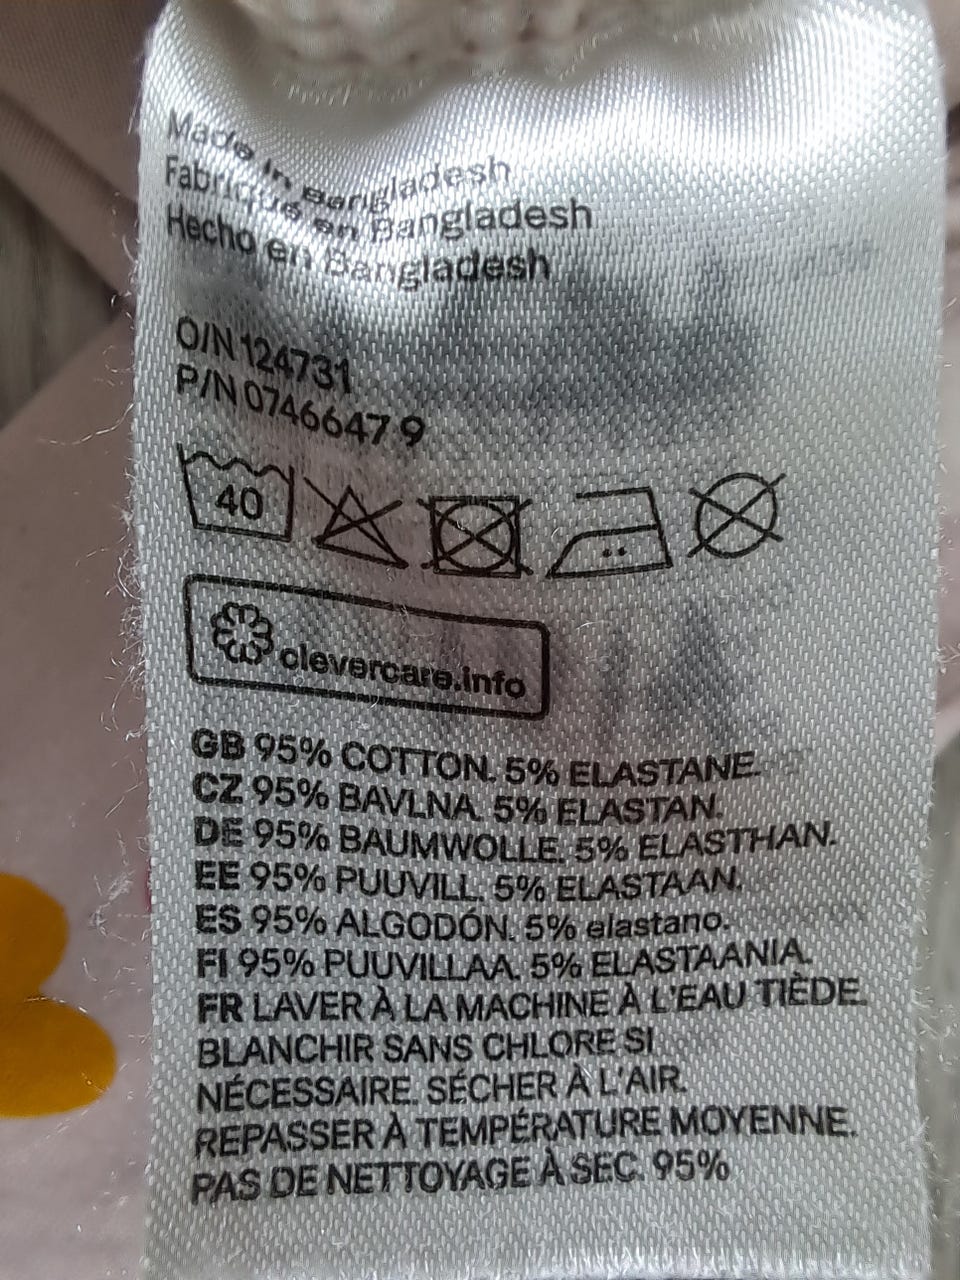 Made in Bangladesh
Fabriqué en Bangladesh
Hecho en Bangladesh
O/N 124731
P/N 0746647 9
40
clevercare.info
GB 95% COTTON. 5% ELASTANE.
CZ 95% BAVLNA. 5% ELASTAN.
DE 95% BAUMWOLLE. 5% ELASTHAN.
EE 95% PUUVILL. 5% ELASTAAN.
ES 95% ALGODÓN. 5% elastano.
FI 95% PUUVILLAA. 5% ELASTAANIA.
FR LAVER À LA MACHINE À L'EAU TIÈDE.
BLANCHIR SANS CHLORE SI
NÉCESSAIRE. SÉCHER À L'AIR.
REPASSER À TEMPÉRATURE MOYENNE.
PAS DE NETTOYAGE À SEC. 95%